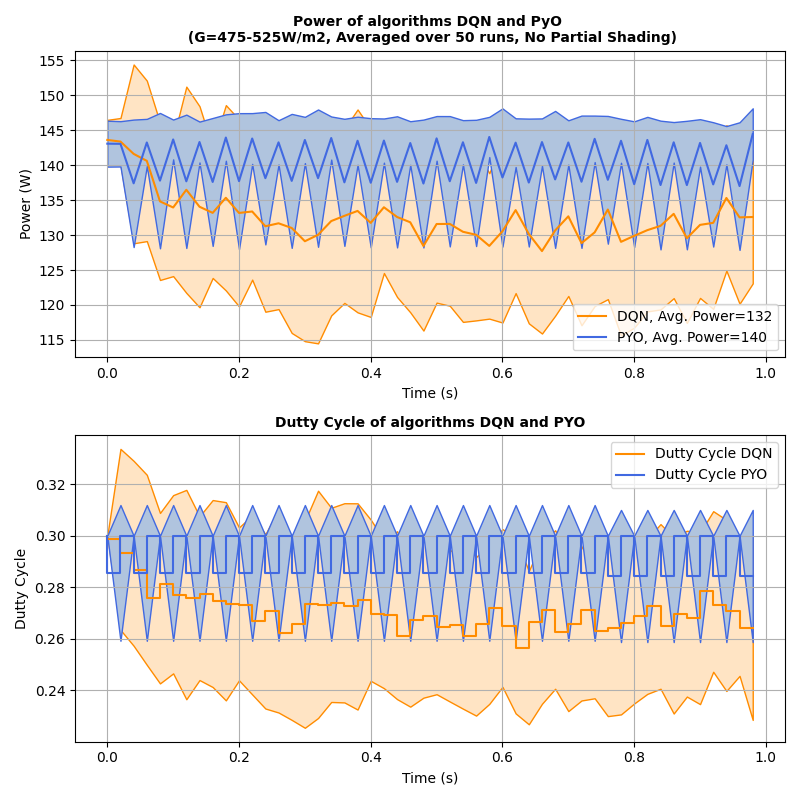 Power of algorithms DQN and PyO
(G=475-525W/m2, Averaged over 50 runs, No Partial Shading)
155
150
145
140
135
130
125
120
115
Power (W)
DQN, Avg. Power=132
PYO, Avg. Power=140
0.0 0.2 0.4 0.6 0.8 1.0
Time (s)
Dutty Cycle of algorithms DQN and PYO
0.32
0.30
0.28
0.26
0.24
Dutty Cycle
Dutty Cycle DQN
Dutty Cycle PYO
0.0 0.2 0.4 0.6 0.8 1.0
Time (s)